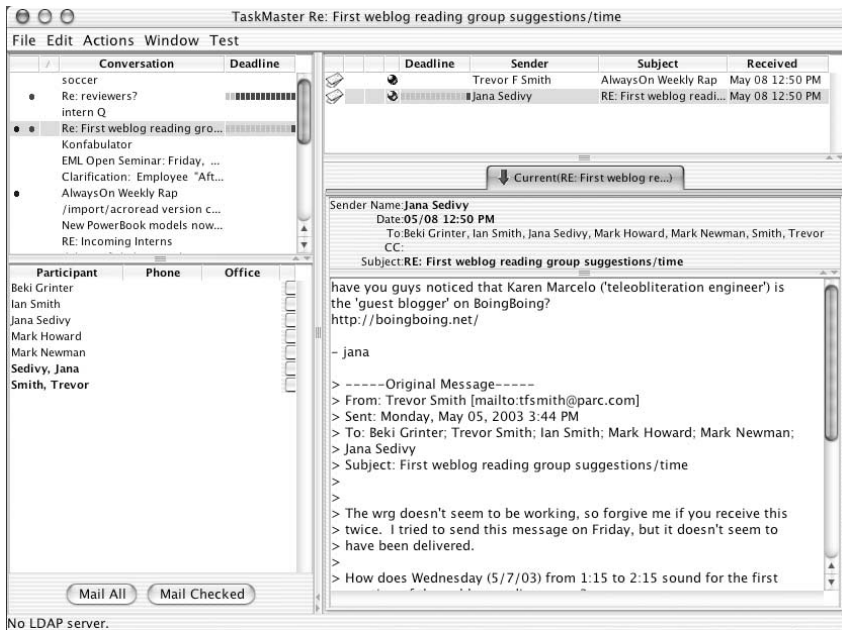 TaskMaster Re: First weblog reading group suggestions/time
File Edit Actions Window Test
/ Conversation Deadline
soccer
Re: reviewers?
intern Q
Re: First weblog reading gro...
Konfabulator
EML Open Seminar: Friday, ...
Clarification: Employee "Aft...
AlwaysOn Weekly Rap
/import/acroread version c...
New PowerBook models now...
RE: Incoming Interns
Participant Phone Office
Beki Grinter
Ian Smith
Jana Sedivy
Mark Howard
Mark Newman
Sedivy, Jana
Smith, Trevor
Mail All Mail Checked
No LDAP server.
Deadline Sender Subject Received
Trevor F Smith AlwaysOn Weekly Rap May 08 12:50 PM
Jana Sedivy RE: First weblog readi... May 08 12:50 PM
Current(RE: First weblog re...)
Sender Name:Jana Sedivy
Date:05/08 12:50 PM
To:Beki Grinter, Ian Smith, Jana Sedivy, Mark Howard, Mark Newman, Smith, Trevor
CC:
Subject:RE: First weblog reading group suggestions/time
have you guys noticed that Karen Marcelo ('teleobliteration engineer') is
the 'guest blogger' on BoingBoing?
http://boingboing.net/
- jana
> -----Original Message-----
> From: Trevor Smith [mailto:tfsmith@parc.com]
> Sent: Monday, May 05, 2003 3:44 PM
> To: Beki Grinter; Trevor Smith; Ian Smith; Mark Howard; Mark Newman;
> Jana Sedivy
> Subject: First weblog reading group suggestions/time
>
>
> The wrg doesn't seem to be working, so forgive me if you receive this
> twice. I tried to send this message on Friday, but it doesn't seem to
> have been delivered.
>
> How does Wednesday (5/7/03) from 1:15 to 2:15 sound for the first